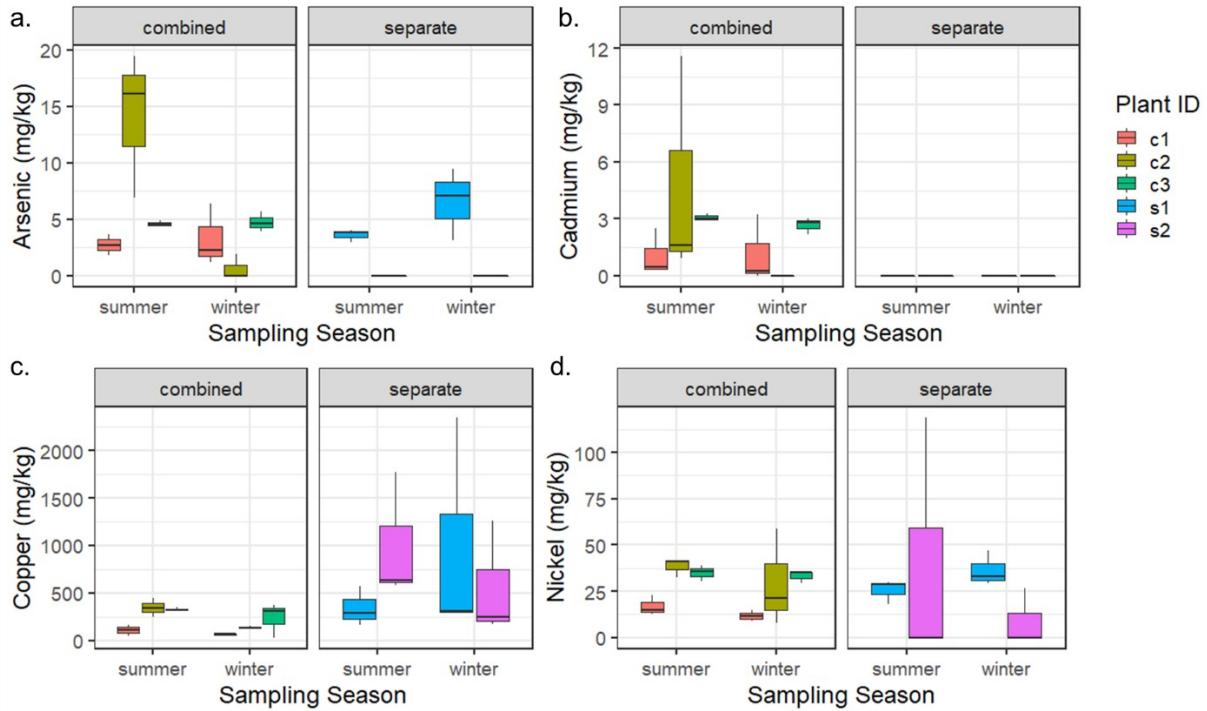 a.
combined
separate
Arsenic (mg/kg)
20
15
10
5
0
summer
winter
summer
winter
Sampling Season
b.
combined
separate
Cadmium (mg/kg)
12
9
6
3
0
summer
winter
summer
winter
Sampling Season
Plant ID
c1
c2
c3
s1
s2
c.
combined
separate
Copper (mg/kg)
2000
1500
1000
500
0
summer
winter
summer
winter
Sampling Season
d.
combined
separate
Nickel (mg/kg)
100
75
50
25
0
summer
winter
summer
winter
Sampling Season